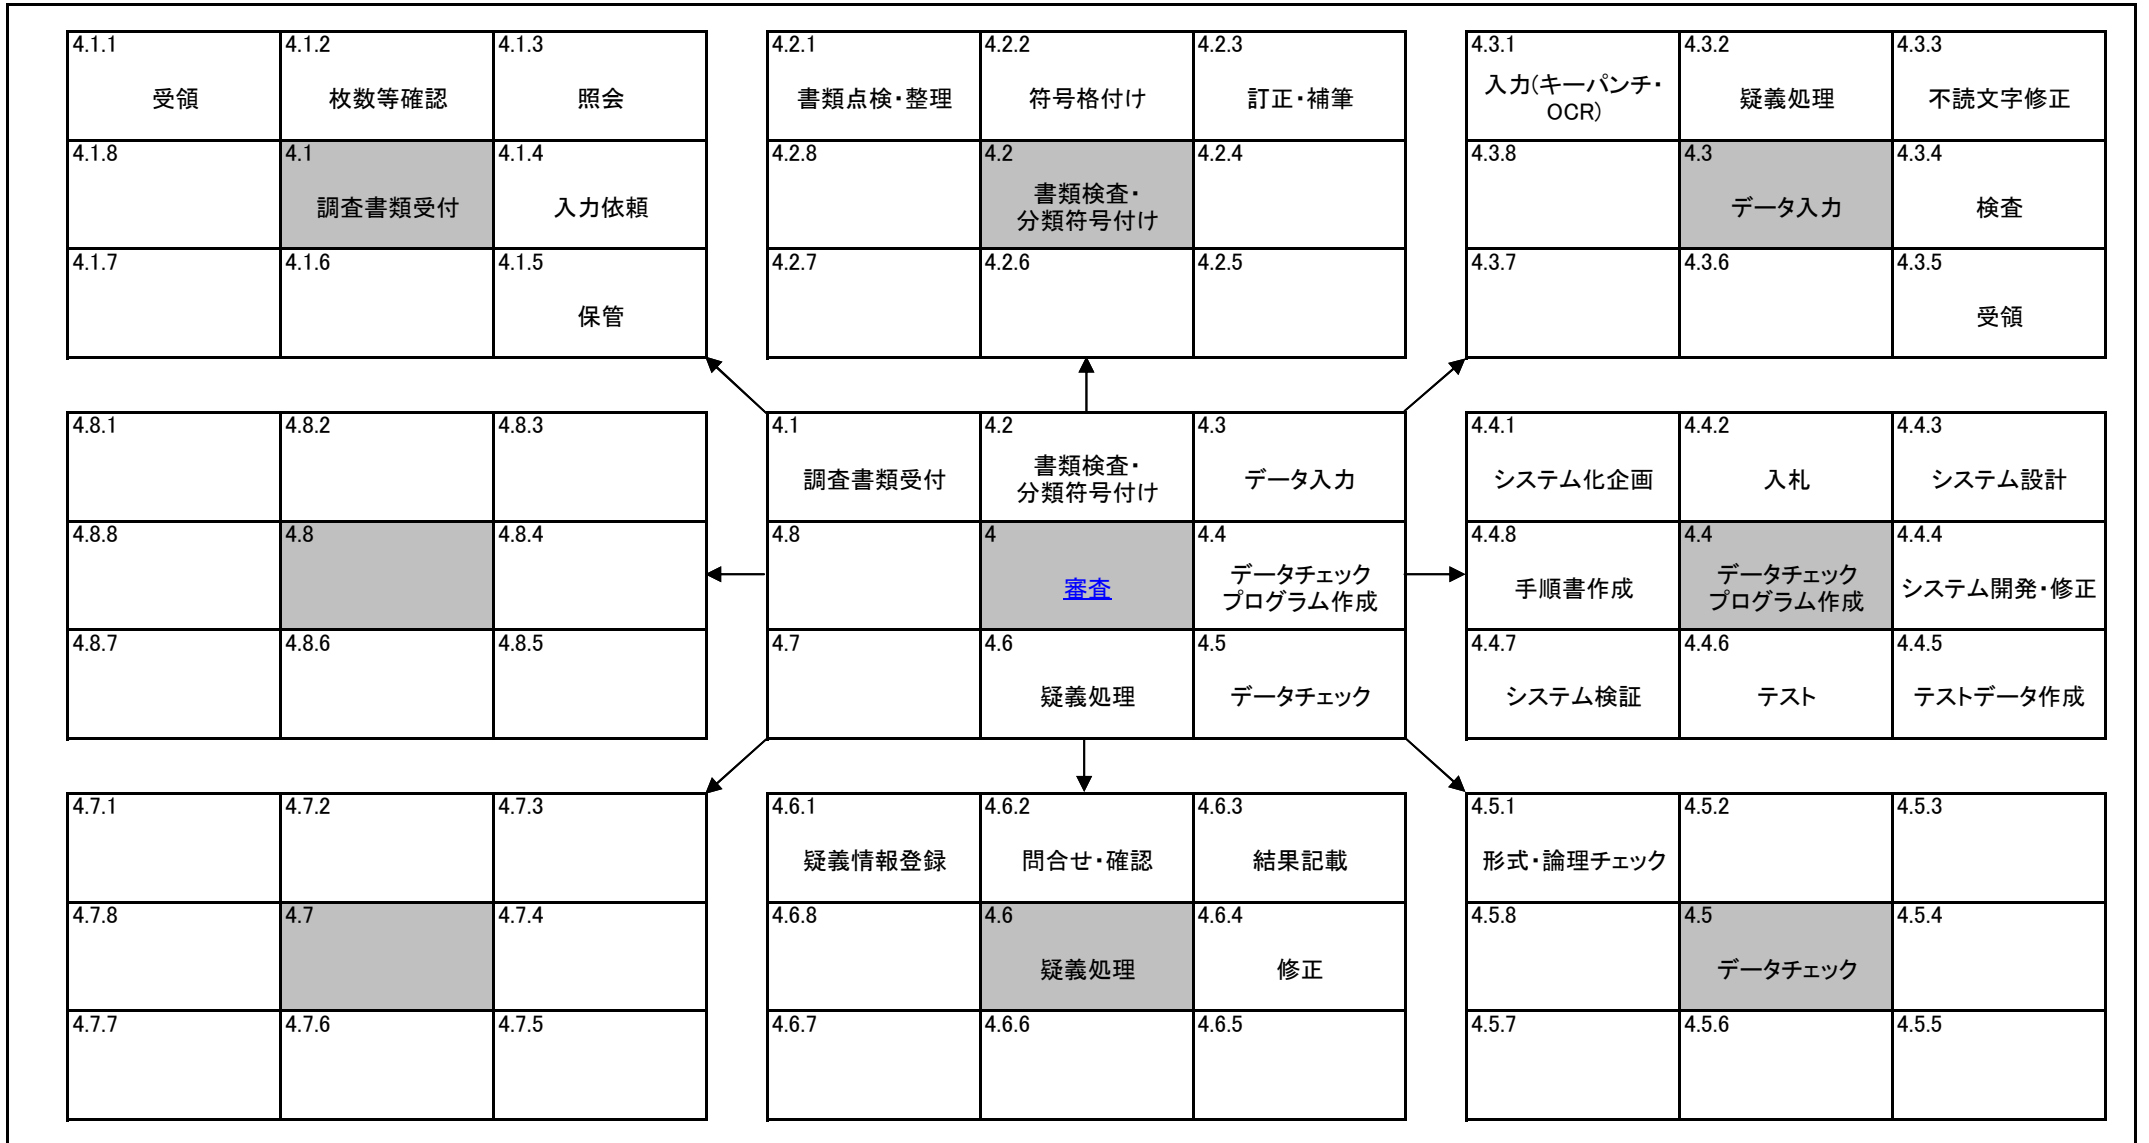 4.1.1
受領
4.1.2
枚数等確認
4.1.3
照会
4.1.8
4.1
調査書類受付
4.1.4
入力依頼
4.1.7
4.1.6
4.1.5
保管
4.2.1
書類点検・整理
4.2.2
符号格付け
4.2.3
訂正・補筆
4.2.8
4.2
書類検査・
分類符号付け
4.2.4
4.2.7
4.2.6
4.2.5
4.3.1
入力(キーパンチ・
OCR)
4.3.2
疑義処理
4.3.3
不読文字修正
4.3.8
4.3
データ入力
4.3.4
検査
4.3.7
4.3.6
4.3.5
受領
4.8.1
4.8.2
4.8.3
4.8.8
4.8
4.8.4
4.8.7
4.8.6
4.8.5
4.1
調査書類受付
4.2
書類検査・
分類符号付け
4.3
データ入力
4.8
4
審査
4.4
データチェック
プログラム作成
4.7
4.6
疑義処理
4.5
データチェック
4.4.1
システム化企画
4.4.2
入札
4.4.3
システム設計
4.4.8
手順書作成
4.4
データチェック
プログラム作成
4.4.4
システム開発・修正
4.4.7
システム検証
4.4.6
テスト
4.4.5
テストデータ作成
4.7.1
4.7.2
4.7.3
4.7.8
4.7
4.7.4
4.7.7
4.7.6
4.7.5
4.6.1
疑義情報登録
4.6.2
問合せ・確認
4.6.3
結果記載
4.6.8
4.6
疑義処理
4.6.4
修正
4.6.7
4.6.6
4.6.5
4.5.1
形式・論理チェック
4.5.2
4.5.3
4.5.8
4.5
データチェック
4.5.4
4.5.7
4.5.6
4.5.5